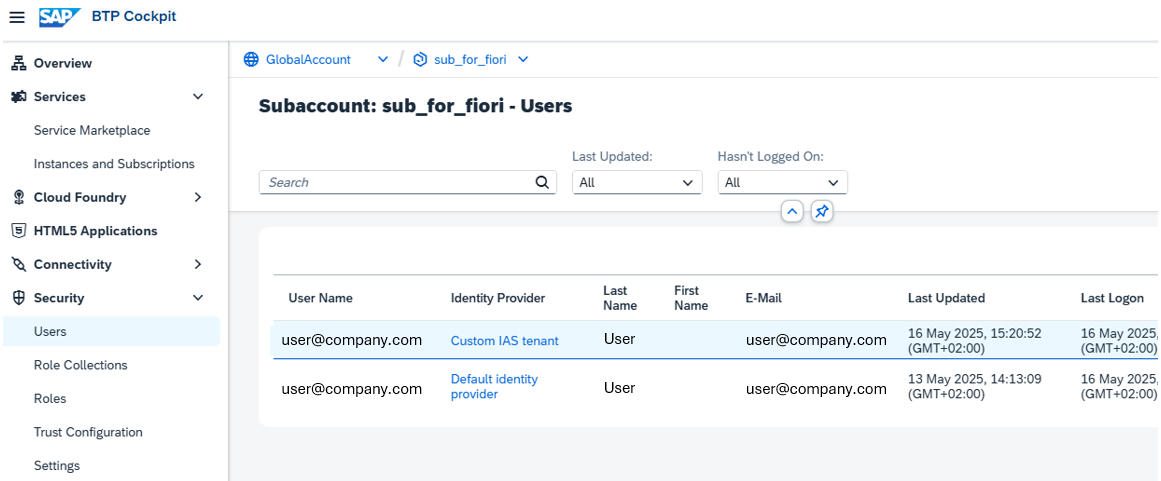 SAP BTP Cockpit
Overview
Services
Service Marketplace
Instances and Subscriptions
Cloud Foundry
HTML5 Applications
Connectivity
Security
Users
Role Collections
Roles
Trust Configuration
Settings
GlobalAccount / sub_for_fiori
Subaccount: sub_for_fiori - Users
Last Updated: Hasn't Logged On:
Search All All
User Name Identity Provider Last Name First Name E-Mail Last Updated Last Logon
user@company.com Custom IAS tenant User user@company.com 16 May 2025, 15:20:52 16 May 2025,
(GMT+02:00) (GMT+02:00)
user@company.com Default identity provider User user@company.com 13 May 2025, 14:13:09 16 May 2025,
(GMT+02:00) (GMT+02:00)